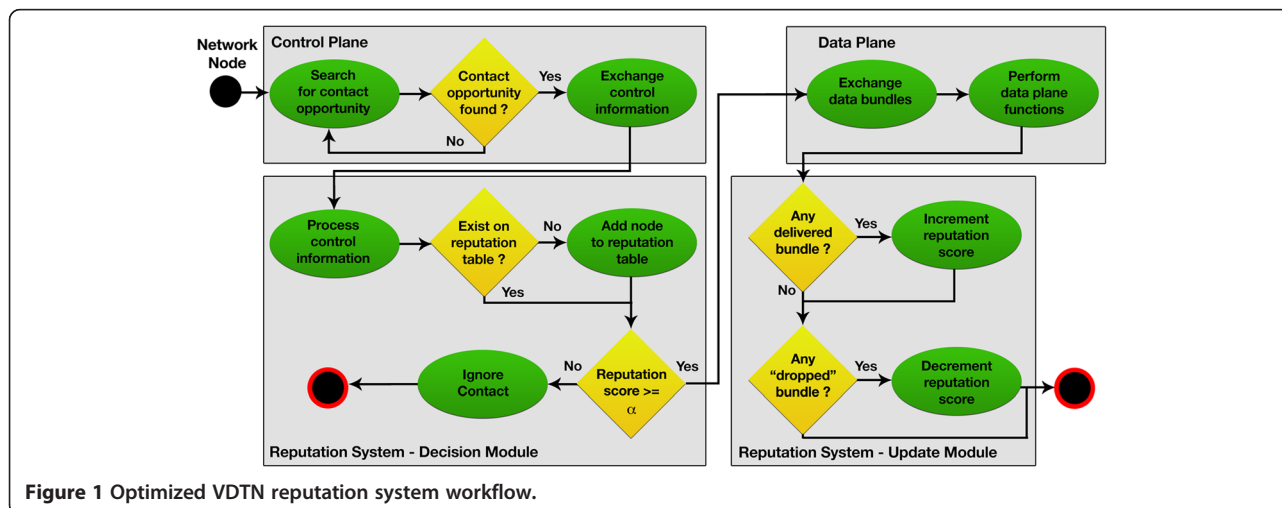 Network
Node
Control Plane
Search
for contact
opportunity
Contact
opportunity
found ?
Yes
No
Exchange
control
information
Data Plane
Exchange
data bundles
Perform
data plane
functions
Process
control
information
Exist on
reputation
table ?
No
Yes
Add node
to reputation
table
Reputation
score >=
α
No
Yes
Ignore
Contact
Reputation System - Decision Module
Any
delivered
bundle ?
Yes
No
Increment
reputation
score
Any
“dropped”
bundle ?
Yes
Decrement
reputation
score
Reputation System - Update Module
Figure 1 Optimized VDTN reputation system workflow.